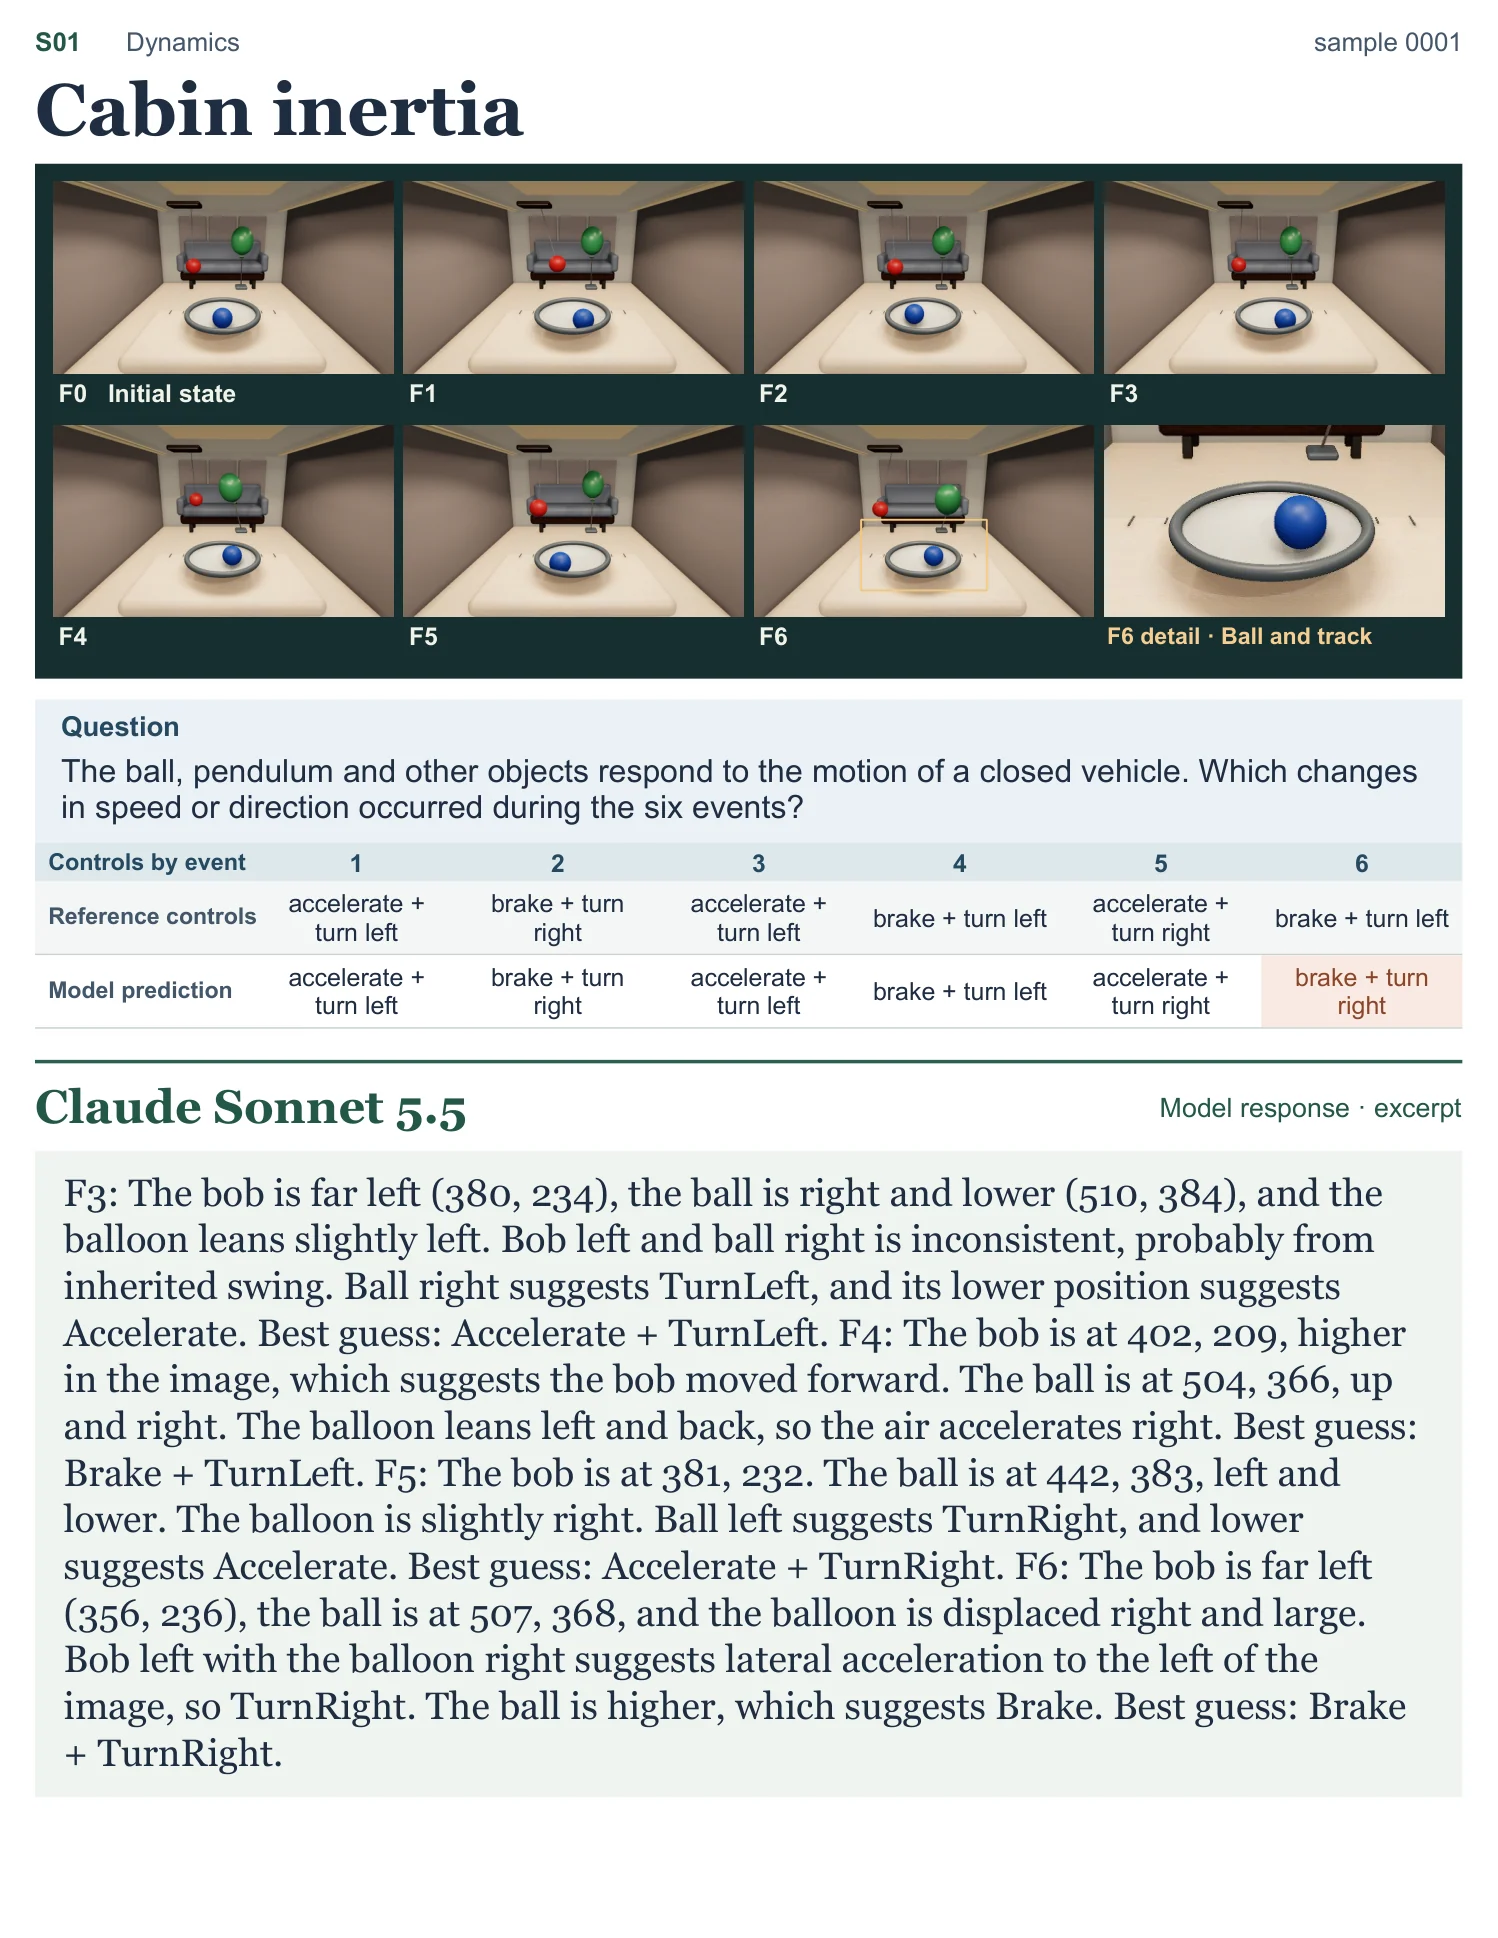 S01 Dynamics sample 0001
Cabin inertia
F0 Initial state F1 F2 F3
F4 F5 F6 F6 detail · Ball and track
Question
The ball, pendulum and other objects respond to the motion of a closed vehicle. Which changes
in speed or direction occurred during the six events?
Controls by event 1 2 3 4 5 6
Reference controls accelerate + turn left brake + turn right accelerate + turn left brake + turn left accelerate + turn right brake + turn left
Model prediction accelerate + turn left brake + turn right accelerate + turn left brake + turn left accelerate + turn right brake + turn right
Claude Sonnet 5.5 Model response · excerpt
F3: The bob is far left (380, 234), the ball is right and lower (510, 384), and the
balloon leans slightly left. Bob left and ball right is inconsistent, probably from
inherited swing. Ball right suggests TurnLeft, and its lower position suggests
Accelerate. Best guess: Accelerate + TurnLeft. F4: The bob is at 402, 209, higher
in the image, which suggests the bob moved forward. The ball is at 504, 366, up
and right. The balloon leans left and back, so the air accelerates right. Best guess:
Brake + TurnLeft. F5: The bob is at 381, 232. The ball is at 442, 383, left and
lower. The balloon is slightly right. Ball left suggests TurnRight, and lower
suggests Accelerate. Best guess: Accelerate + TurnRight. F6: The bob is far left
(356, 236), the ball is at 507, 368, and the balloon is displaced right and large.
Bob left with the balloon right suggests lateral acceleration to the left of the
image, so TurnRight. The ball is higher, which suggests Brake. Best guess: Brake
+ TurnRight.